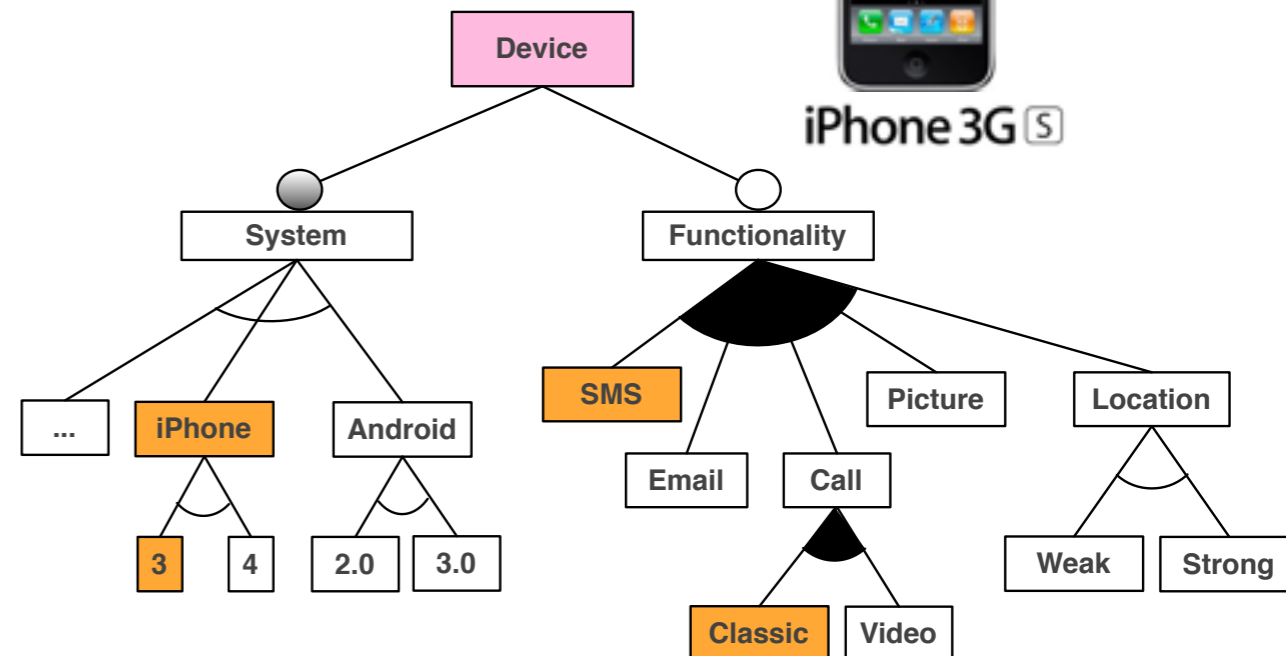 Device
iPhone 3G S
System
Functionality
...
iPhone
Android
SMS
Picture
Location
Email
Call
3
4
2.0
3.0
Weak
Strong
Classic
Video